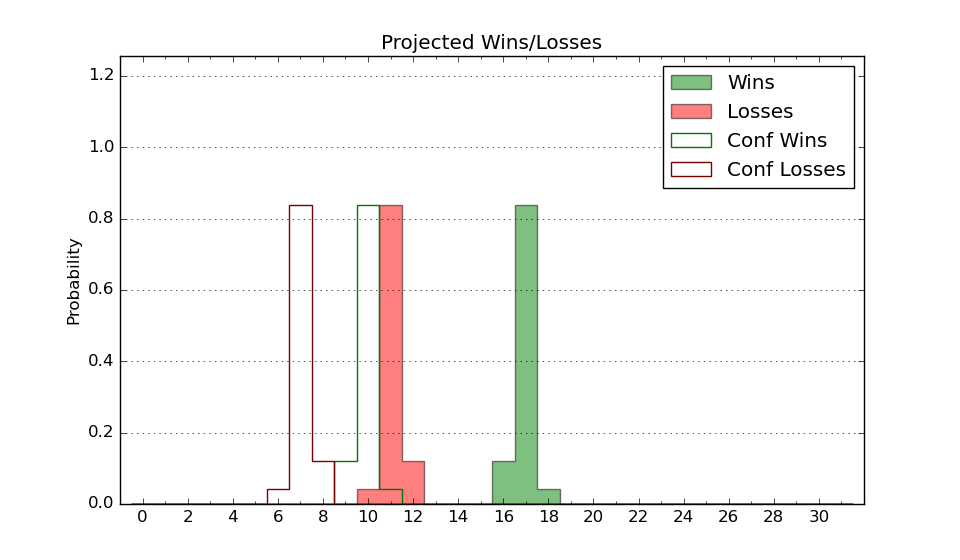 Projected Wins/Losses
1.2
1.0
0.8
0.6
0.4
0.2
0.0
Probability
Wins
Losses
Conf Wins
Conf Losses
0 2 4 6 8 10 12 14 16 18 20 22 24 26 28 30